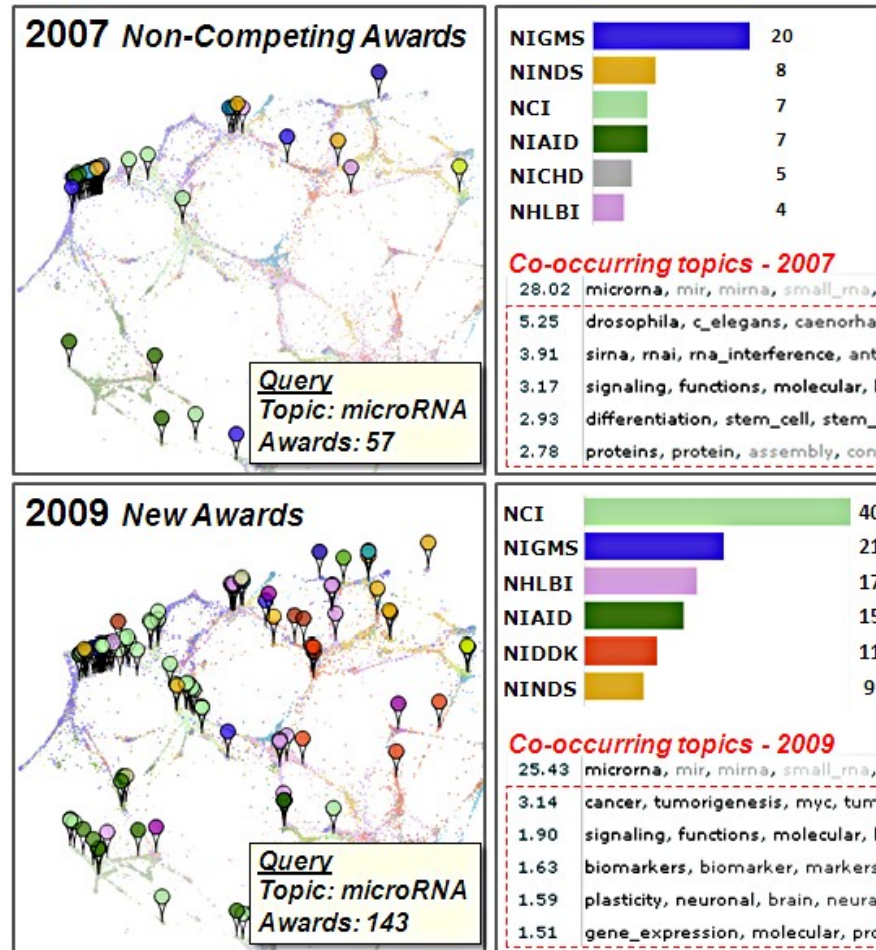 2007 Non-Competing Awards
Query
Topic: microRNA
Awards: 57
NIGMS 20
NINDS 8
NCI 7
NIAID 7
NICHD 5
NHLBI 4
Co-occurring topics - 2007
28.02 microrna, mir, mirna, small_rna,
5.25 drosophila, c_elegans, caenorha
3.91 sirna, rnai, rna_interference, ant
3.17 signaling, functions, molecular,
2.93 differentiation, stem_cell, stem_
2.78 proteins, protein, assembly, con
2009 New Awards
Query
Topic: microRNA
Awards: 143
NCI 40
NIGMS 21
NHLBI 17
NIAID 15
NIDDK 11
NINDS 9
Co-occurring topics - 2009
25.43 microrna, mir, mirna, small_rna,
3.14 cancer, tumorigenesis, myc, tum
1.90 signaling, functions, molecular,
1.63 biomarkers, biomarker, markers
1.59 plasticity, neuronal, brain, neura
1.51 gene_expression, molecular, pro